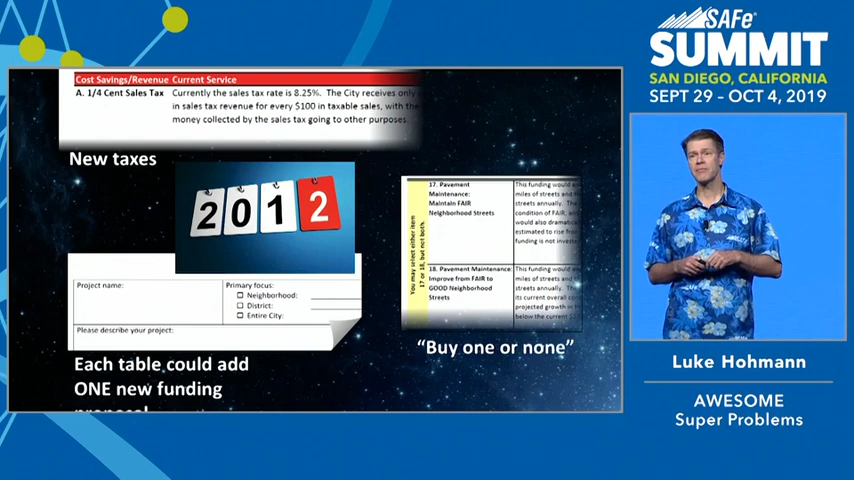 SAFe
SUMMIT
SAN DIEGO, CALIFORNIA
SEPT 29 – OCT 4, 2019
Cost Savings/Revenue Current Service
A. 1/4 Cent Sales Tax Currently the sales tax rate is 8.25%. The City receives only
in sales tax revenue for every $100 in taxable sales, with the
money collected by the sales tax going to other purposes.
New taxes
2012
Project name:
Primary focus:
Neighborhood:
District:
Entire City:
Please describe your project:
Each table could add
ONE new funding
proposal
You may select either item
17 or 18, but not both.
17. Pavement
Maintenance:
Maintain FAIR
Neighborhood Streets
This funding would
miles of streets and
streets annually. The
condition of FAIR,
would also dramatic
estimated to rise from
funding is not invest
18. Pavement Maintenance:
Improve from FAIR to
GOOD Neighborhood
Streets
This funding would
miles of streets and
streets annually. The
its current overall
projected growth in
below the current
“Buy one or none”
Luke Hohmann
AWESOME
Super Problems